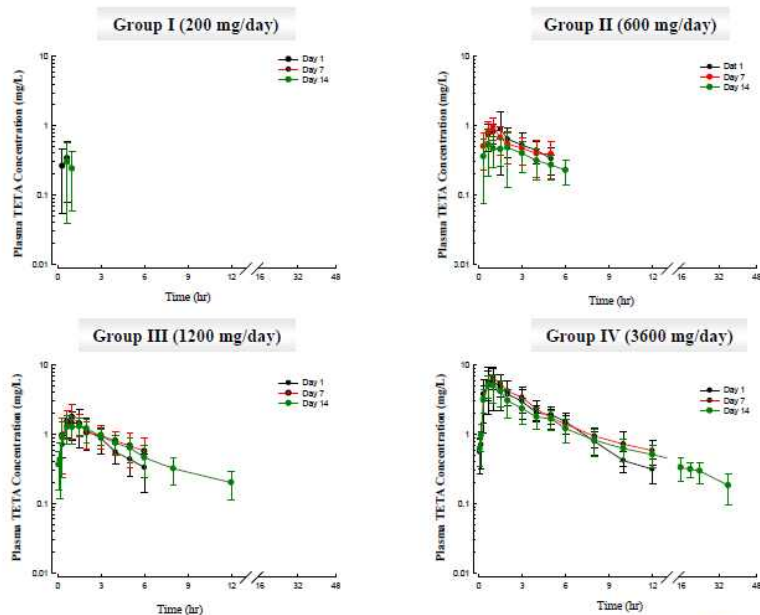 Group I (200 mg/day)
Plasma TETA Concentration (mg/L)
10
1
0.1
0.01
Day 1
Day 7
Day 14
0 3 6 9 12 16 32 48
Time (hr)
Group II (600 mg/day)
Plasma TETA Concentration (mg/L)
10
1
0.1
0.01
Dat 1
Day 7
Day 14
0 3 6 9 12 16 32 48
Time (hr)
Group III (1200 mg/day)
Plasma TETA Concentration (mg/L)
10
1
0.1
0.01
Day 1
Day 7
Day 14
0 3 6 9 12 16 32 48
Time (hr)
Group IV (3600 mg/day)
Plasma TETA Concentration (mg/L)
10
1
0.1
0.01
Day 1
Day 7
Day 14
0 3 6 9 12 16 32 48
Time (hr)